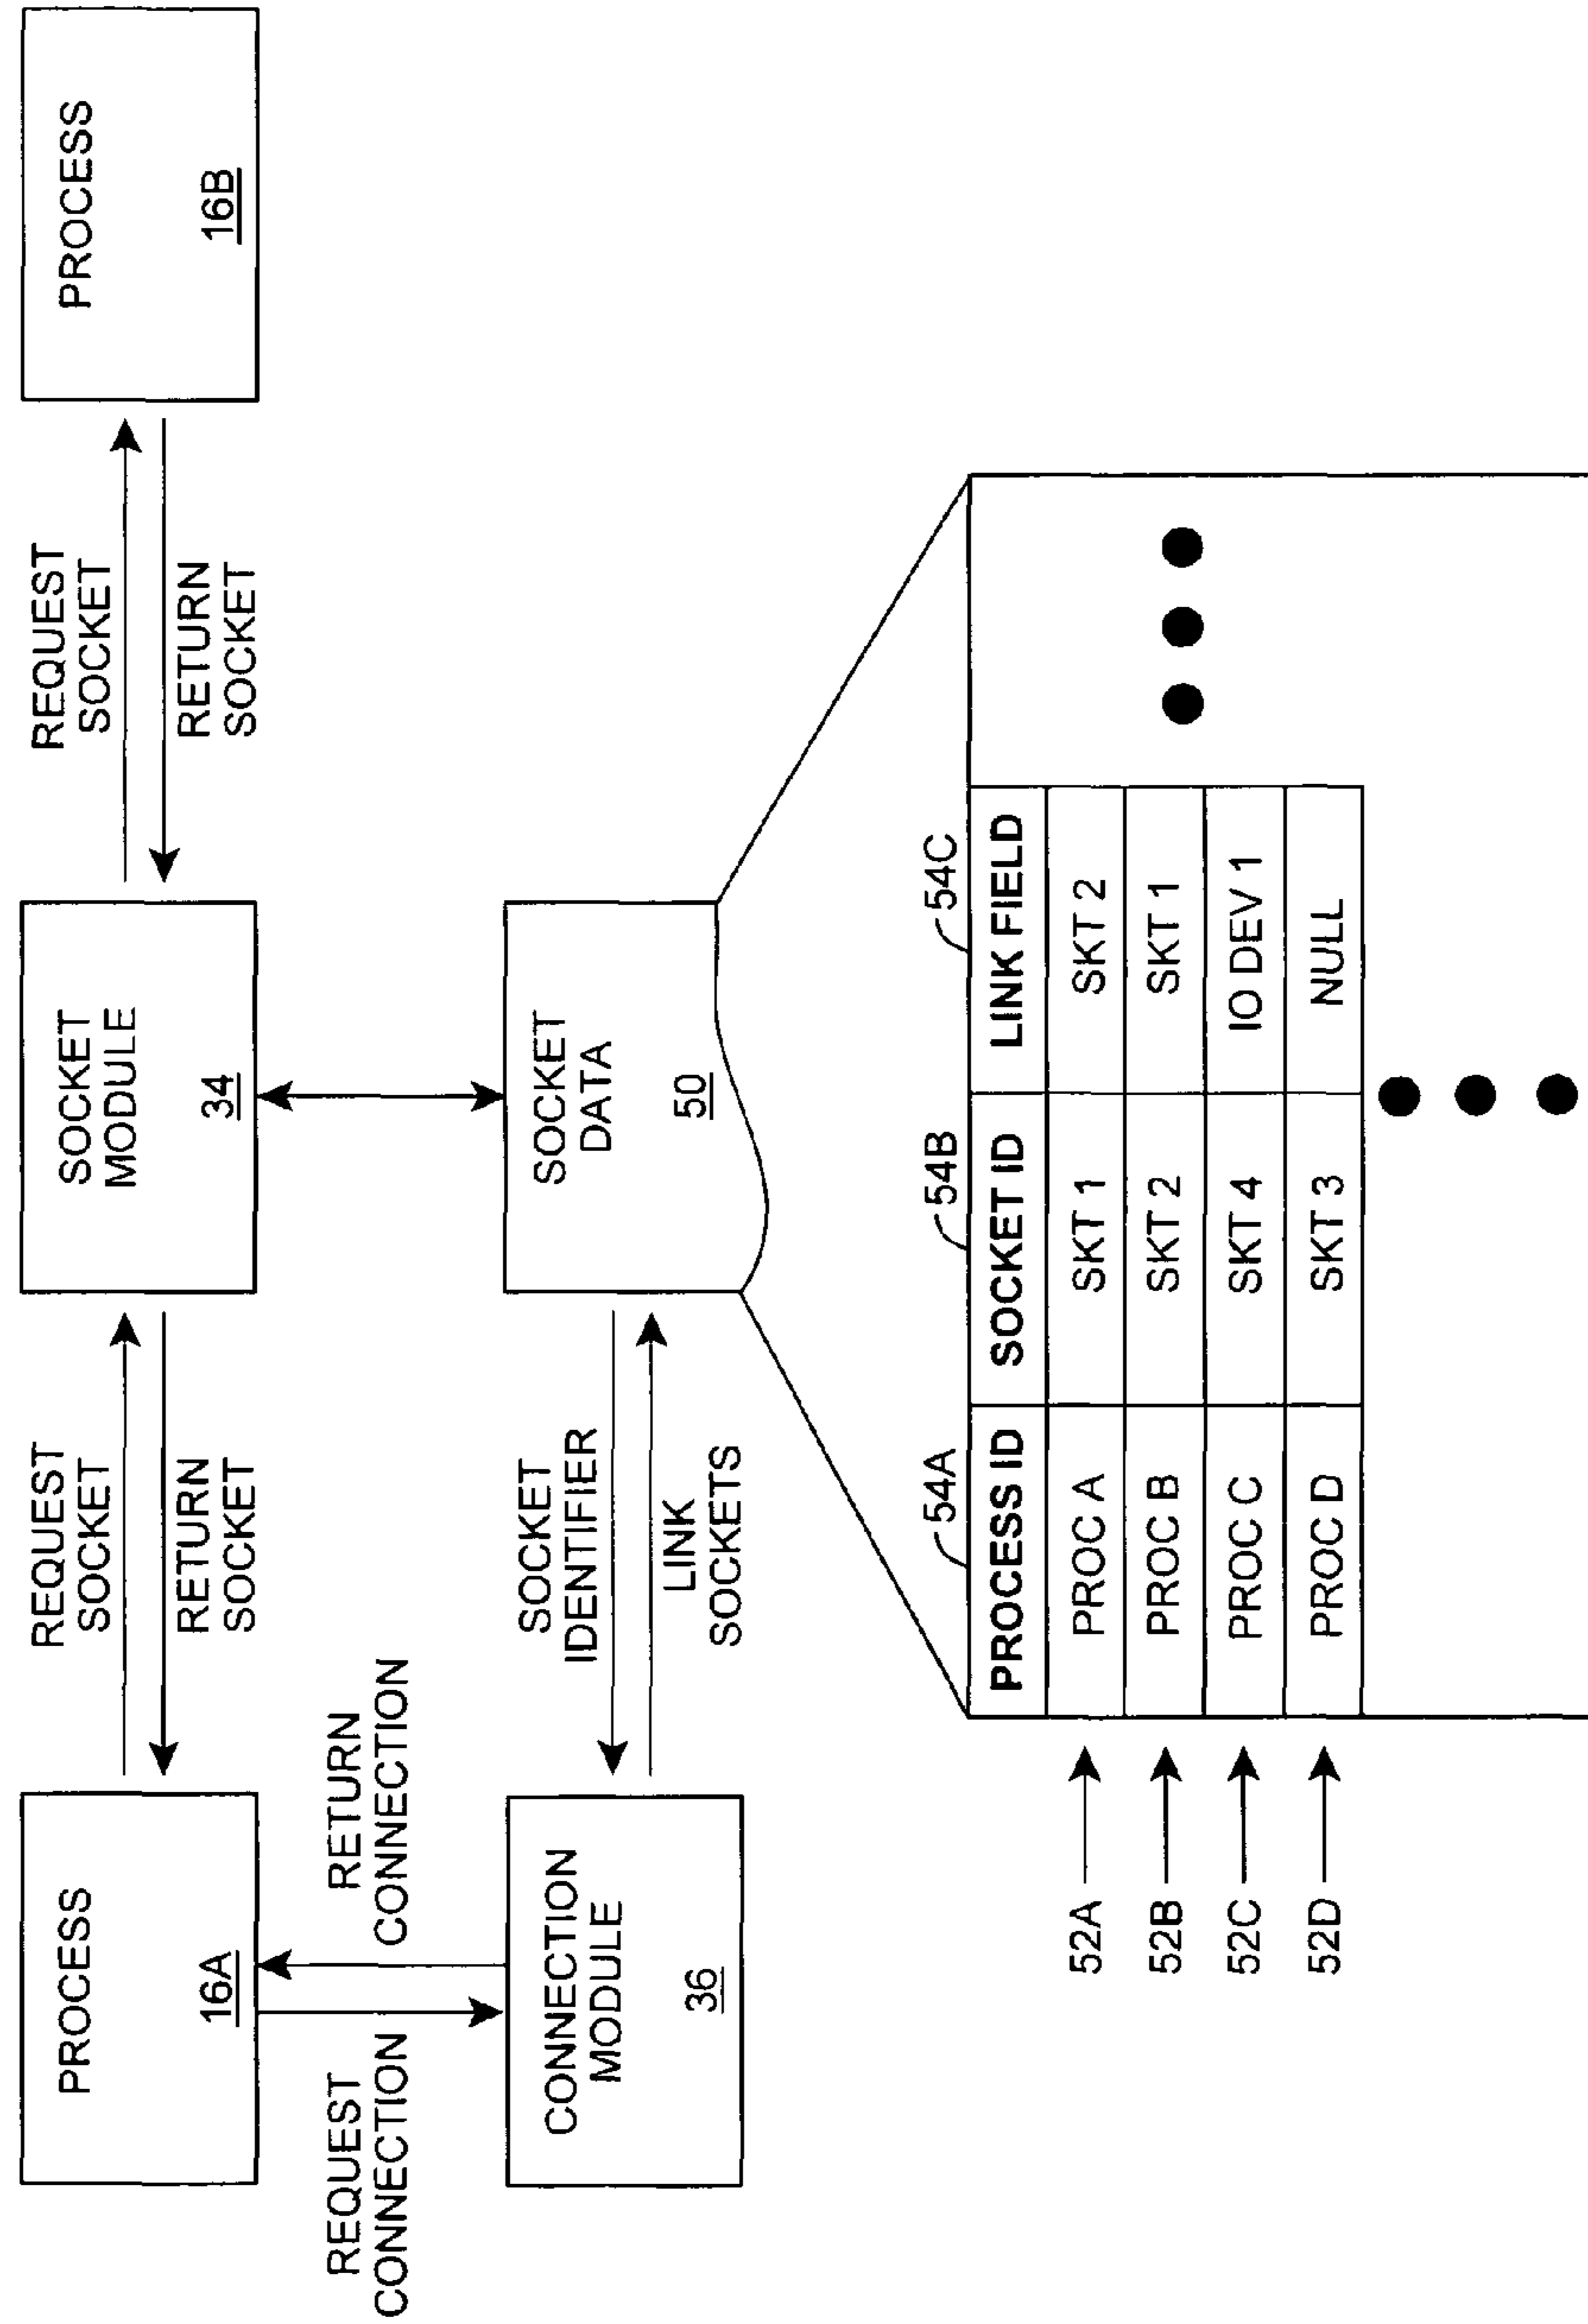 PROCESS
16A
REQUEST
SOCKET
RETURN
SOCKET
SOCKET
MODULE
34
REQUEST
SOCKET
RETURN
SOCKET
PROCESS
16B
REQUEST
CONNECTION
RETURN
CONNECTION
CONNECTION
MODULE
36
SOCKET
IDENTIFIER
LINK
SOCKETS
SOCKET
DATA
50
54A 54B 54C
PROCESS ID SOCKET ID LINK FIELD
52A PROC A SKT 1 SKT 2
52B PROC B SKT 2 SKT 1
52C PROC C SKT 4 IO DEV 1
52D PROC D SKT 3 NULL